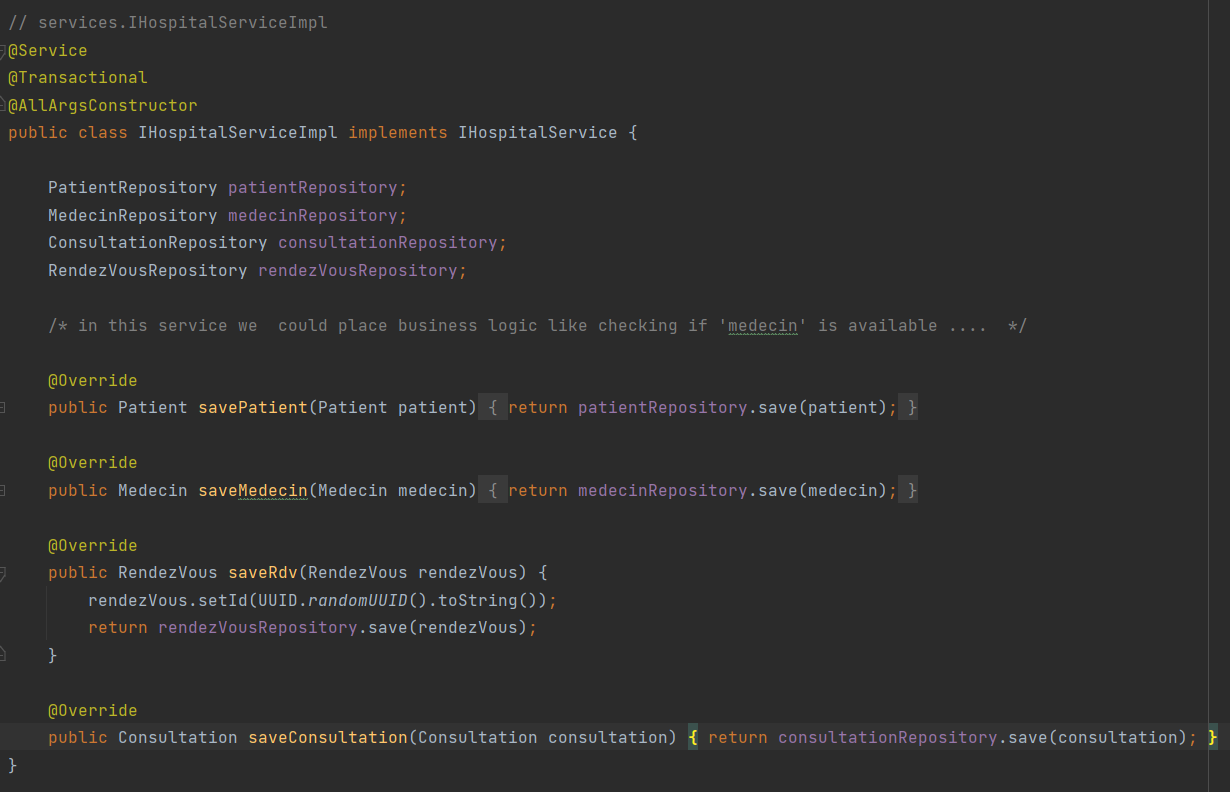 // services.IHospitalServiceImpl
@Service
@Transactional
@AllArgsConstructor
public class IHospitalServiceImpl implements IHospitalService {
PatientRepository patientRepository;
MedecinRepository medecinRepository;
ConsultationRepository consultationRepository;
RendezVousRepository rendezVousRepository;
/* in this service we  could place business logic like checking if 'medecin' is available ....  */
@Override
public Patient savePatient(Patient patient) { return patientRepository.save(patient); }
@Override
public Medecin saveMedecin(Medecin medecin) { return medecinRepository.save(medecin); }
@Override
public RendezVous saveRdv(RendezVous rendezVous) {
rendezVous.setId(UUID.randomUUID().toString());
return rendezVousRepository.save(rendezVous);
}
@Override
public Consultation saveConsultation(Consultation consultation) { return consultationRepository.save(consultation); }
}